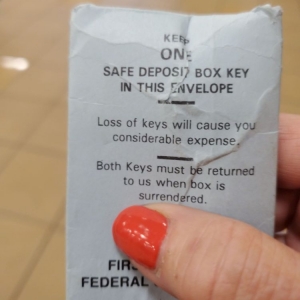 KEEP
ONE
SAFE DEPOSIT BOX KEY
IN THIS ENVELOPE
Loss of keys will cause you
considerable expense.
Both Keys must be returned
to us when box is
surrendered.
FEDERAL